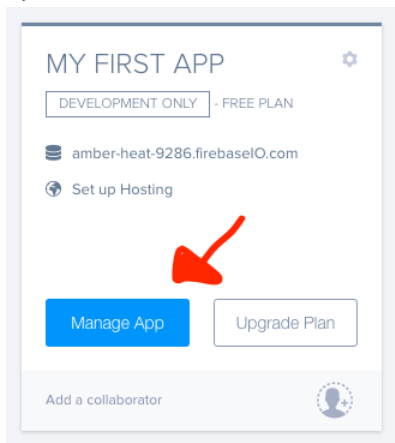 MY FIRST APP
DEVELOPMENT ONLY - FREE PLAN
amber-heat-9286.firebaseIO.com
Set up Hosting
Manage App Upgrade Plan
Add a collaborator